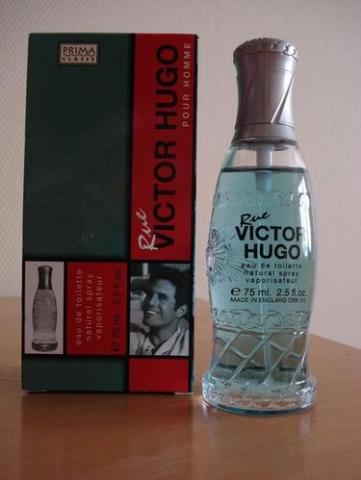 PRIMA
CLASSE
Rue VICTOR HUGO
POUR HOMME
eau de toilette
natural spray
vaporisateur
e 75 ml. 2.5 fl.oz.
Rue
VICTOR
HUGO
eau de toilette
natural spray
vaporisateur
e 75 ml. 2.5 fl.oz.
MADE IN ENGLAND